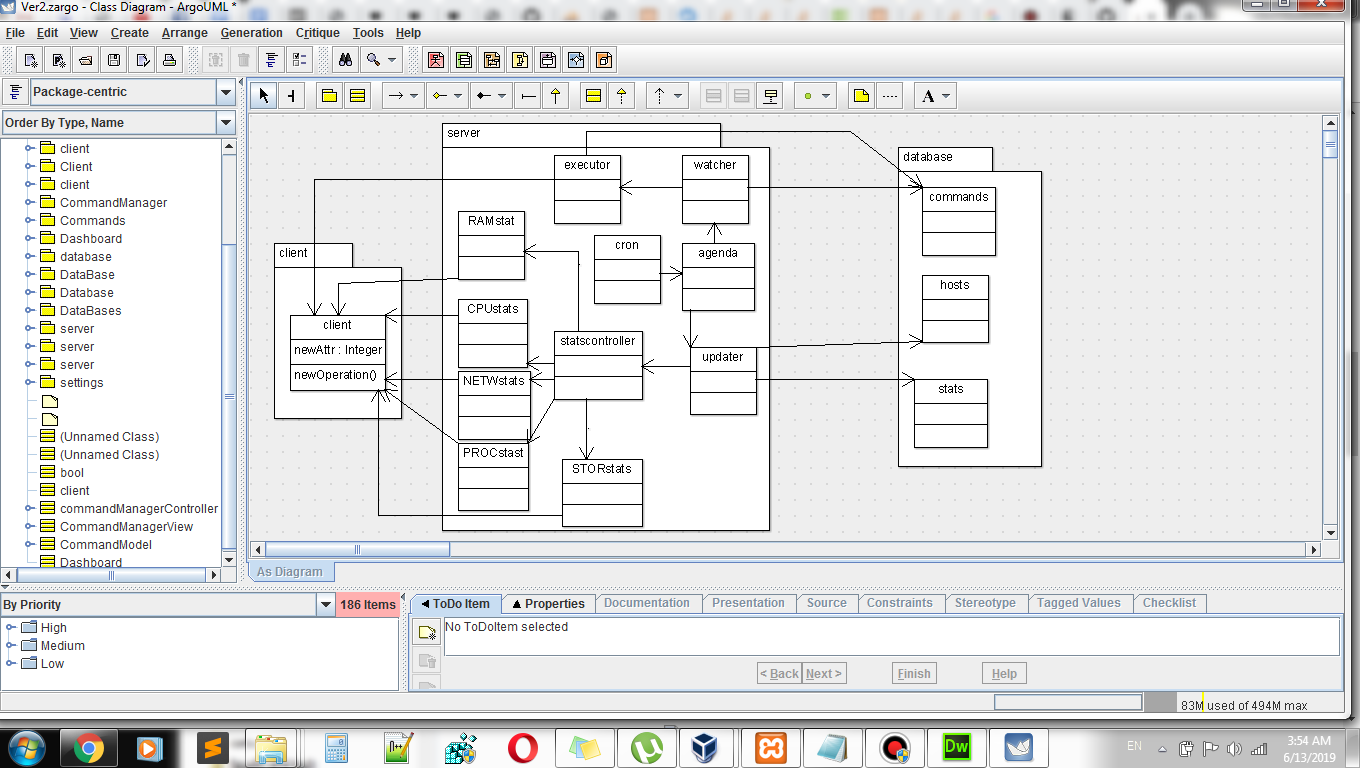 Ver2.zargo - Class Diagram - ArgoUML *
File Edit View Create Arrange Generation Critique Tools Help
Package-centric
Order By Type, Name
client
Client
client
CommandManager
Commands
Dashboard
database
DataBase
Database
DataBases
server
server
server
settings
(Unnamed Class)
(Unnamed Class)
bool
client
commandManagerController
CommandManagerView
CommandModel
Dashboard
A
server
executor
watcher
RAMstat
cron
agenda
client
client
newAttr : Integer
newOperation()
CPUstats
statscontroller
updater
NETWstats
PROCstast
STORstats
database
commands
hosts
stats
As Diagram
By Priority
186 Items
High
Medium
Low
ToDo Item Properties Documentation Presentation Source Constraints Stereotype Tagged Values Checklist
No ToDoItem selected
< Back Next > Finish Help
83M used of 494M max
Dw
EN
3:54 AM
6/13/2019